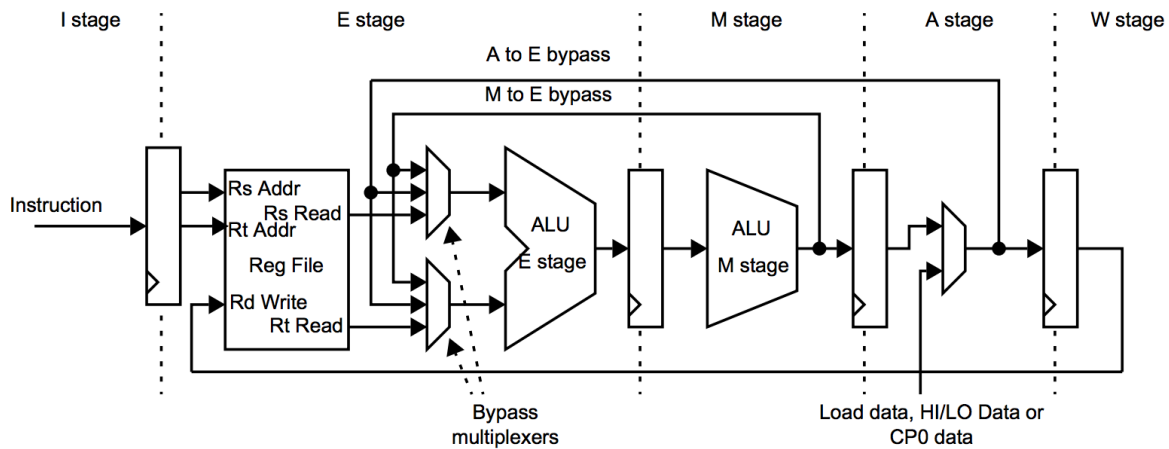 I stage
E stage
M stage
A stage
W stage
A to E bypass
M to E bypass
Instruction
Rs Addr
Rs Read
Rt Addr
Reg File
Rd Write
Rt Read
ALU
E stage
ALU
M stage
Bypass
multiplexers
Load data, HI/LO Data or
CP0 data